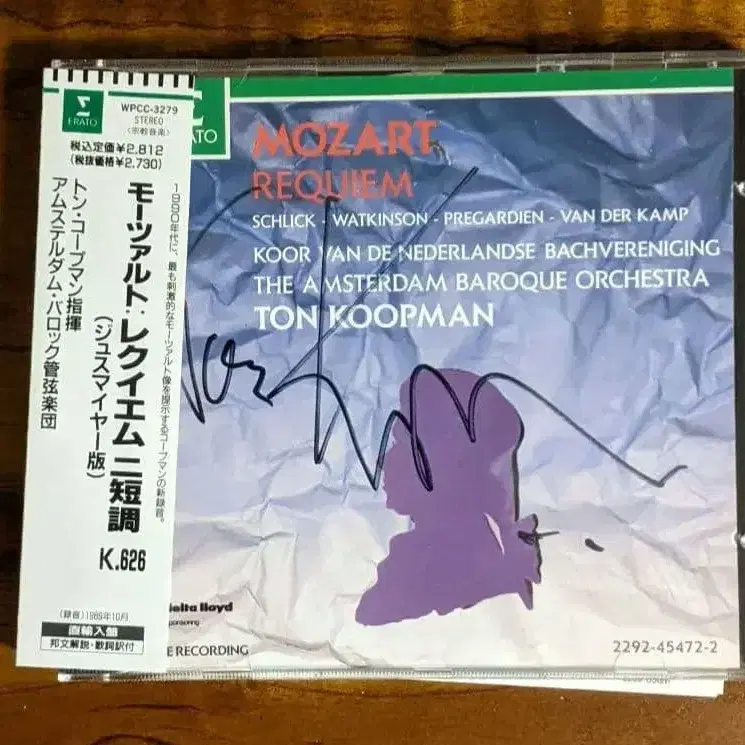 ERATO
WPCC-3279
STEREO
〈宗教音楽〉
税込定価¥2,812
(税抜価格¥2,730)
1990年代に、最も刺激的なモーツァルト像を提示するコープマンの新録音。
モーツァルト:レクイエム ニ短調
K.626
(ジュスマイヤー版)
トン・コープマン指揮
アムステルダム・バロック管弦楽団
(録音)1989年10月
直輸入盤
邦文解説・歌詞訳付
ATO
MOZART
REQUIEM
SCHLICK - WATKINSON - PREGARDIEN - VAN DER KAMP
KOOR VAN DE NEDERLANDSE BACHVERENIGING
THE AMSTERDAM BAROQUE ORCHESTRA
TON KOOPMAN
delta lloyd
E RECORDING
2292-45472-2